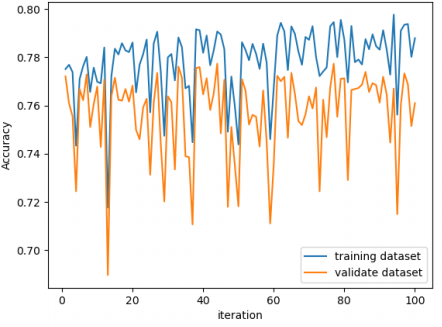 0.80
0.78
0.76
0.74
0.72
0.70
Accuracy
0 20 40 60 80 100
iteration
training dataset
validate dataset